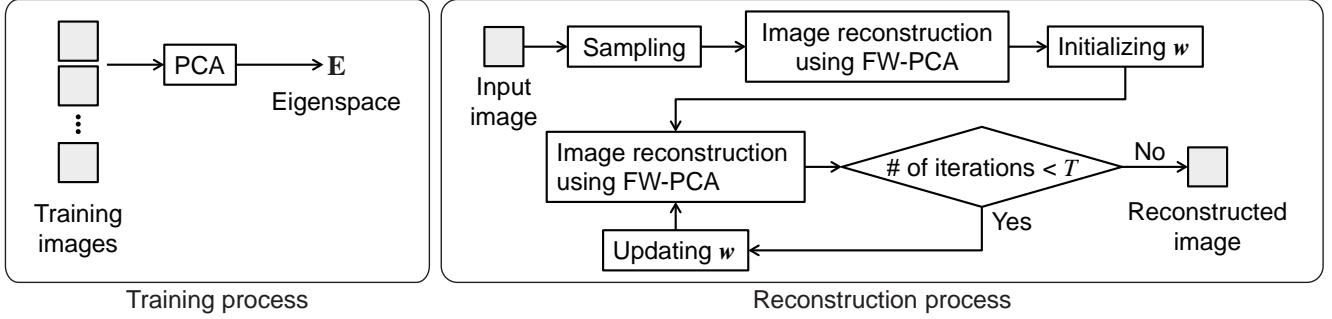 PCA
E
Eigenspace
Training
images
Training process
Input
image
Sampling
Image reconstruction
using FW-PCA
Initializing w
Image reconstruction
using FW-PCA
# of iterations < T
No
Yes
Updating w
Reconstructed
image
Reconstruction process